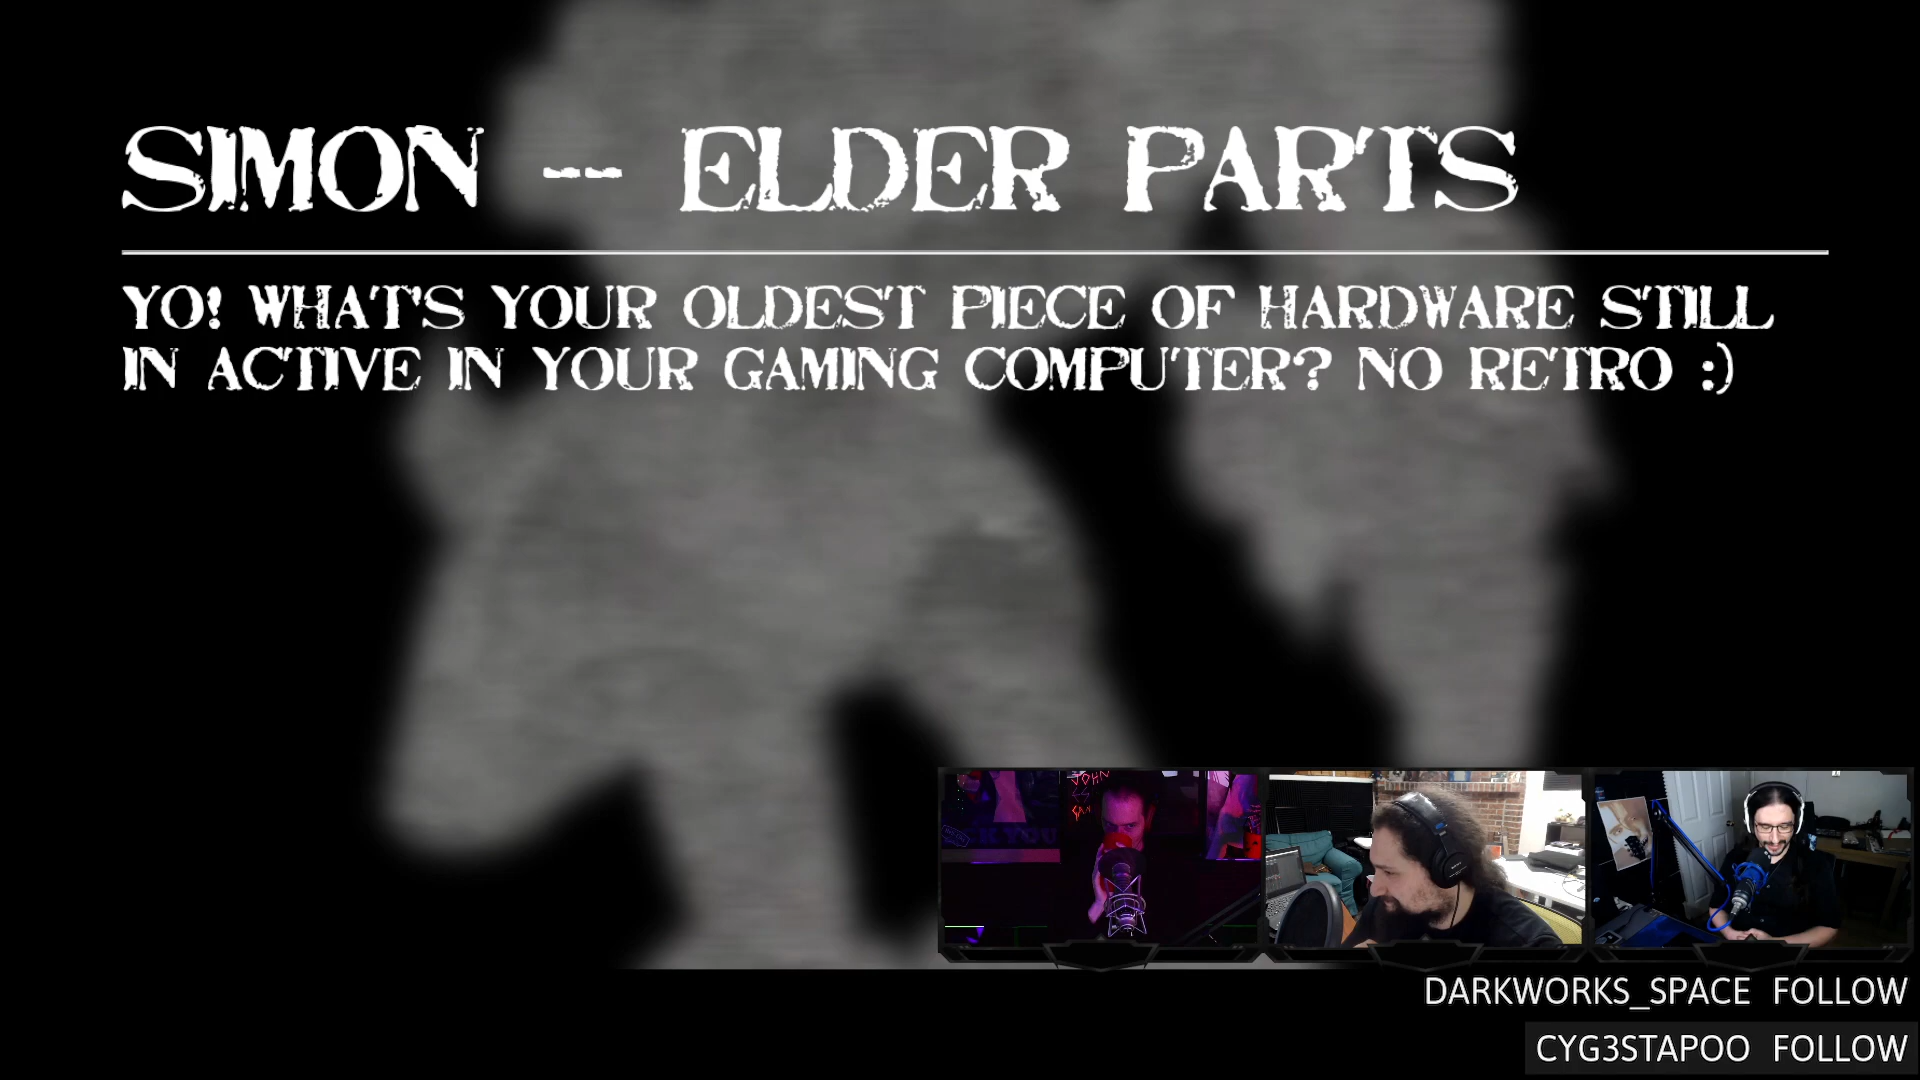 SIMON -- ELDER PARTS
YO! WHAT'S YOUR OLDEST PIECE OF HARDWARE STILL
IN ACTIVE IN YOUR GAMING COMPUTER? NO RETRO :)
JOHN
DARKWORKS_SPACE FOLLOW
CYG3STAPOO FOLLOW